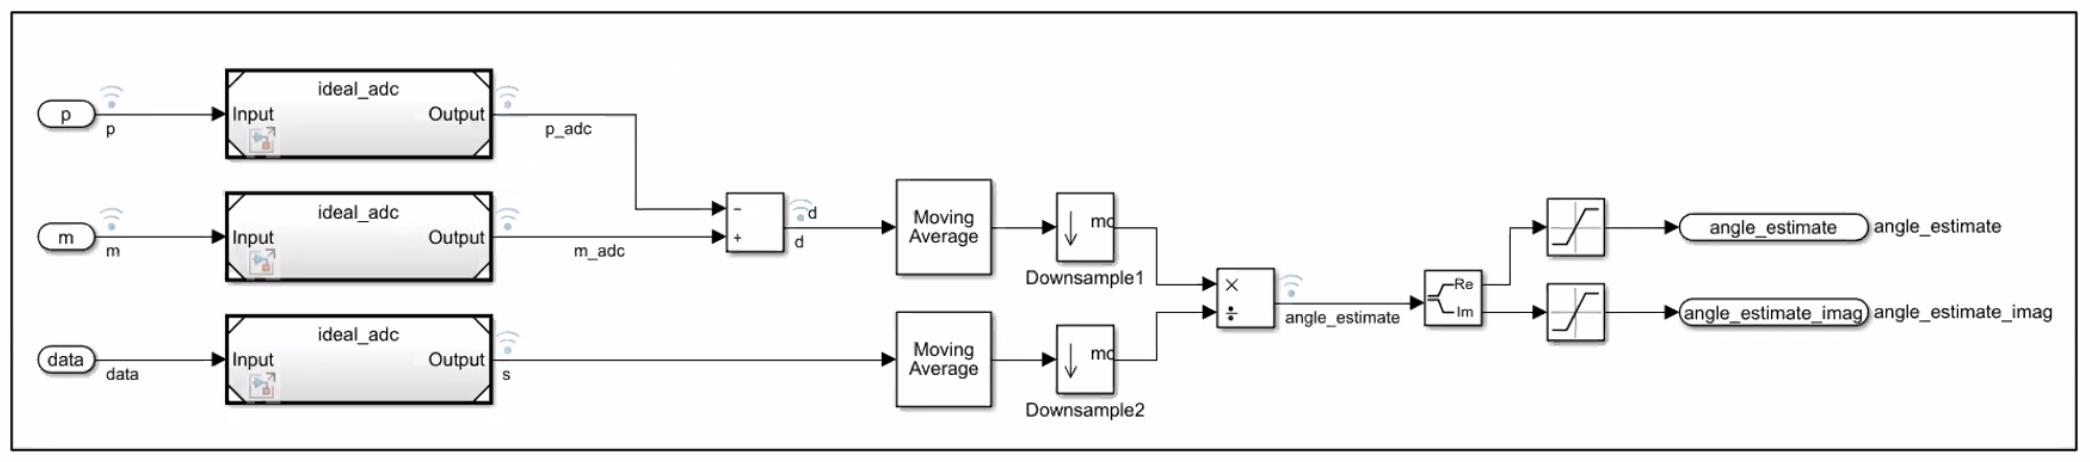 ideal_adc
p
Input
Output
p
p_adc
ideal_adc
m
Input
Output
m
m_adc
−
+
d
d
Moving
Average
Downsample1
ideal_adc
data
Input
Output
data
s
Moving
Average
Downsample2
×
÷
angle_estimate
Re
Im
angle_estimate
angle_estimate
angle_estimate_imag
angle_estimate_imag